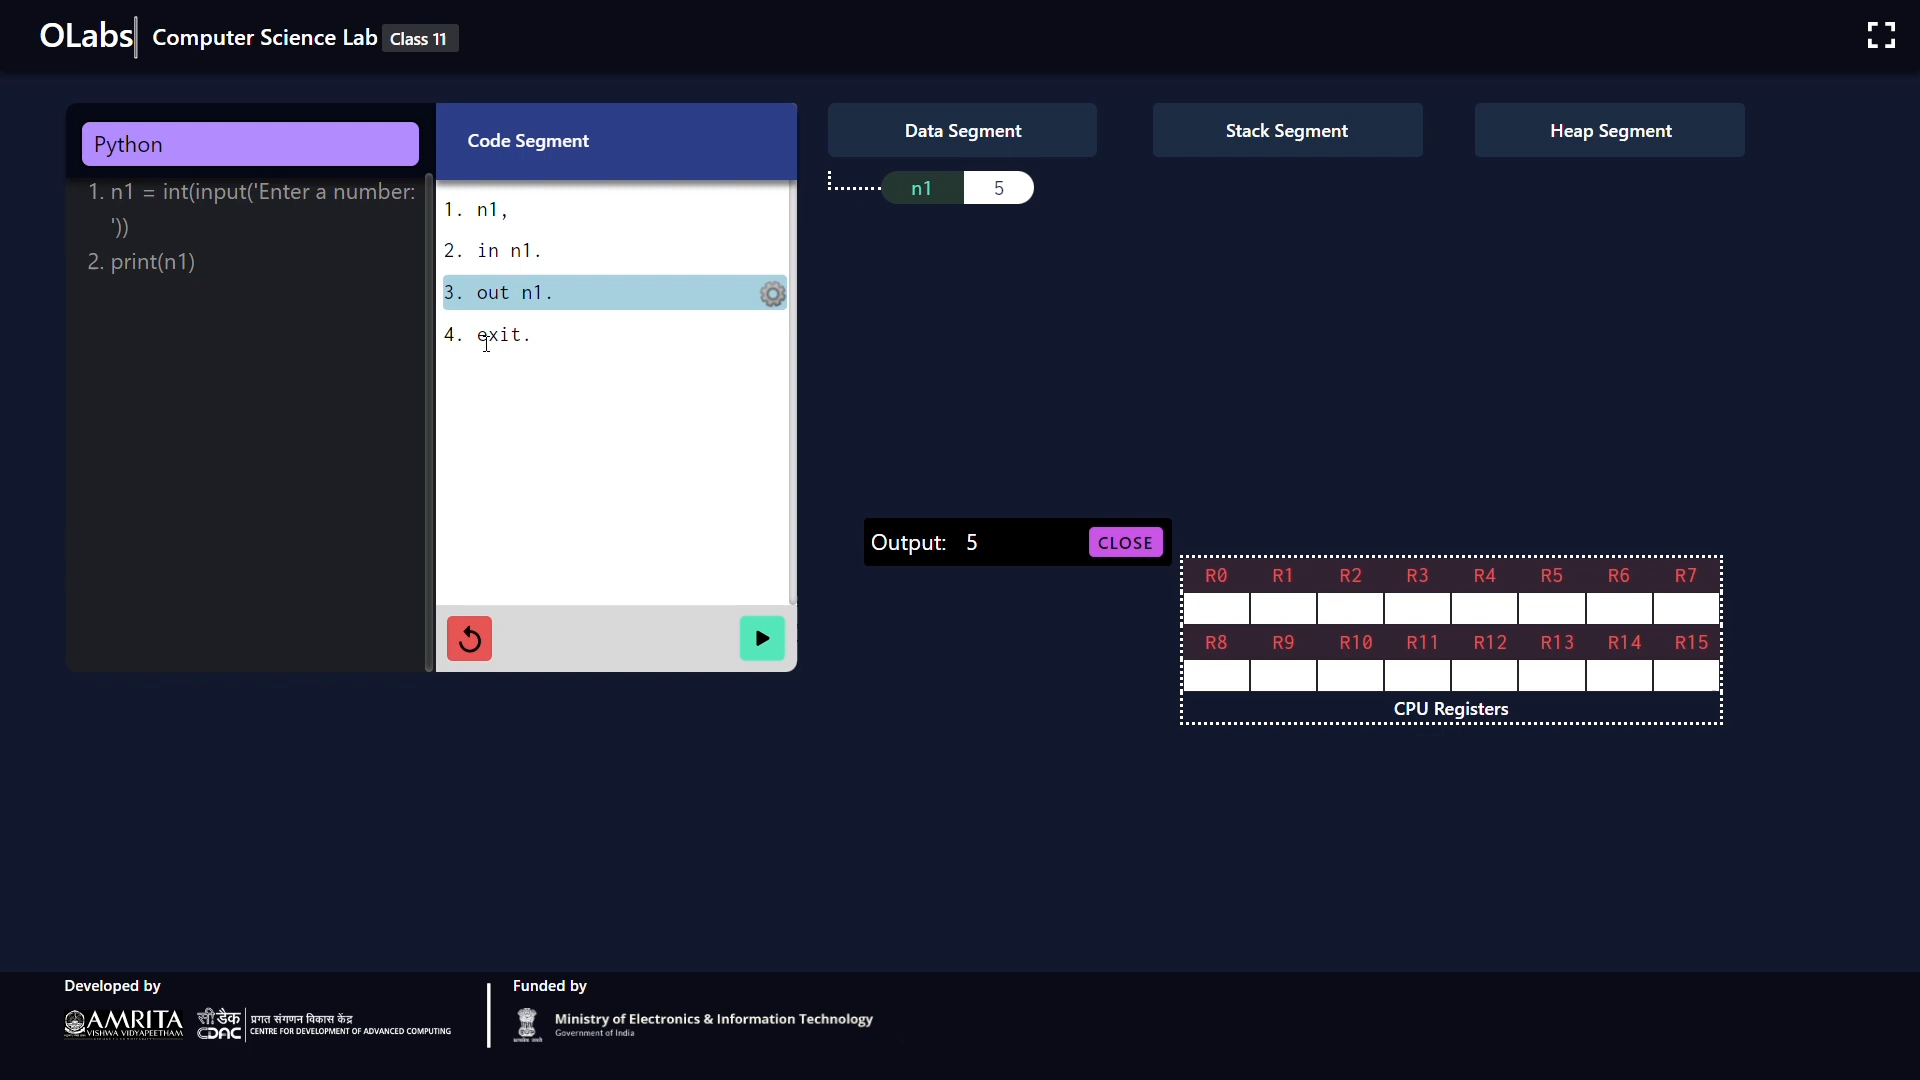 OLabs Computer Science Lab Class 11
Python
1. n1 = int(input('Enter a number:
'))
2. print(n1)
Code Segment
1. n1,
2. in n1.
3. out n1.
4. exit.
Data Segment
n1 5
Stack Segment
Heap Segment
Output: 5 CLOSE
R0 R1 R2 R3 R4 R5 R6 R7
R8 R9 R10 R11 R12 R13 R14 R15
CPU Registers
Developed by
AMRITA
VISHWA VIDYAPEETHAM
सी डैक
CDAC
प्रगत संगणन विकास केंद्र
CENTRE FOR DEVELOPMENT OF ADVANCED COMPUTING
Funded by
Ministry of Electronics & Information Technology
Government of India